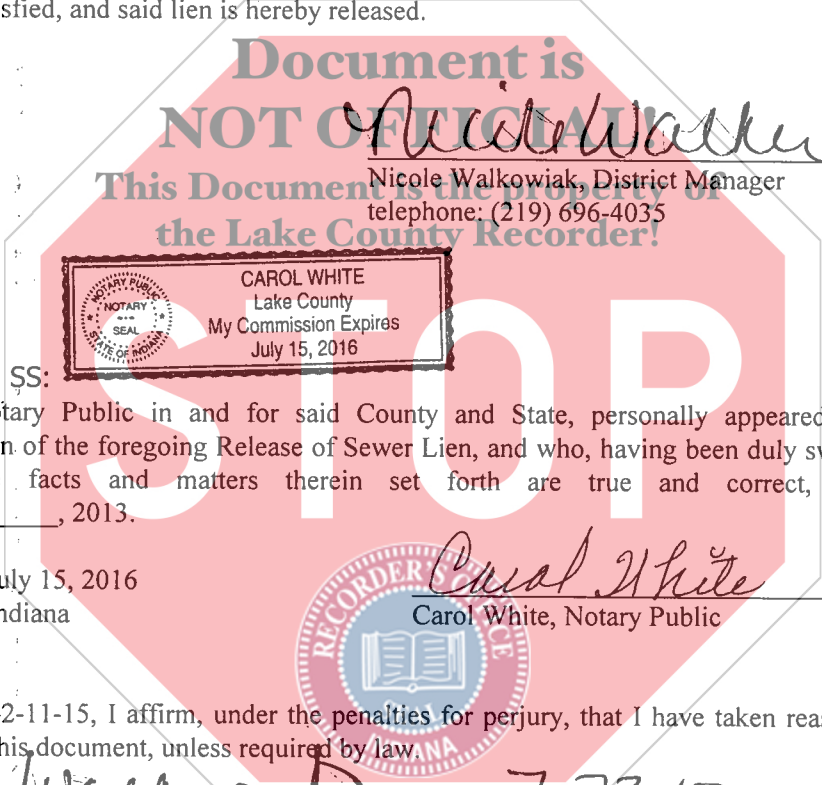 sfied, and said lien is hereby released.
Document is
NOT OFFICIAL!
Nicole Walkowiak, District Manager
This Document is the property of
telephone: (219) 696-4035
the Lake County Recorder!
CAROL WHITE
Lake County
My Commission Expires
July 15, 2016
NOTARY PUBLIC
NOTARY
SEAL
STATE OF INDIANA
STOP
SS:
tary Public in and for said County and State, personally appeared
n of the foregoing Release of Sewer Lien, and who, having been duly sw
facts and matters therein set forth are true and correct,
, 2013.
Carol White
uly 15, 2016
ndiana
Carol White, Notary Public
RECORDER'S OFFICE
SEAL
INDIANA
2-11-15, I affirm, under the penalties for perjury, that I have taken reas
his document, unless required by law.